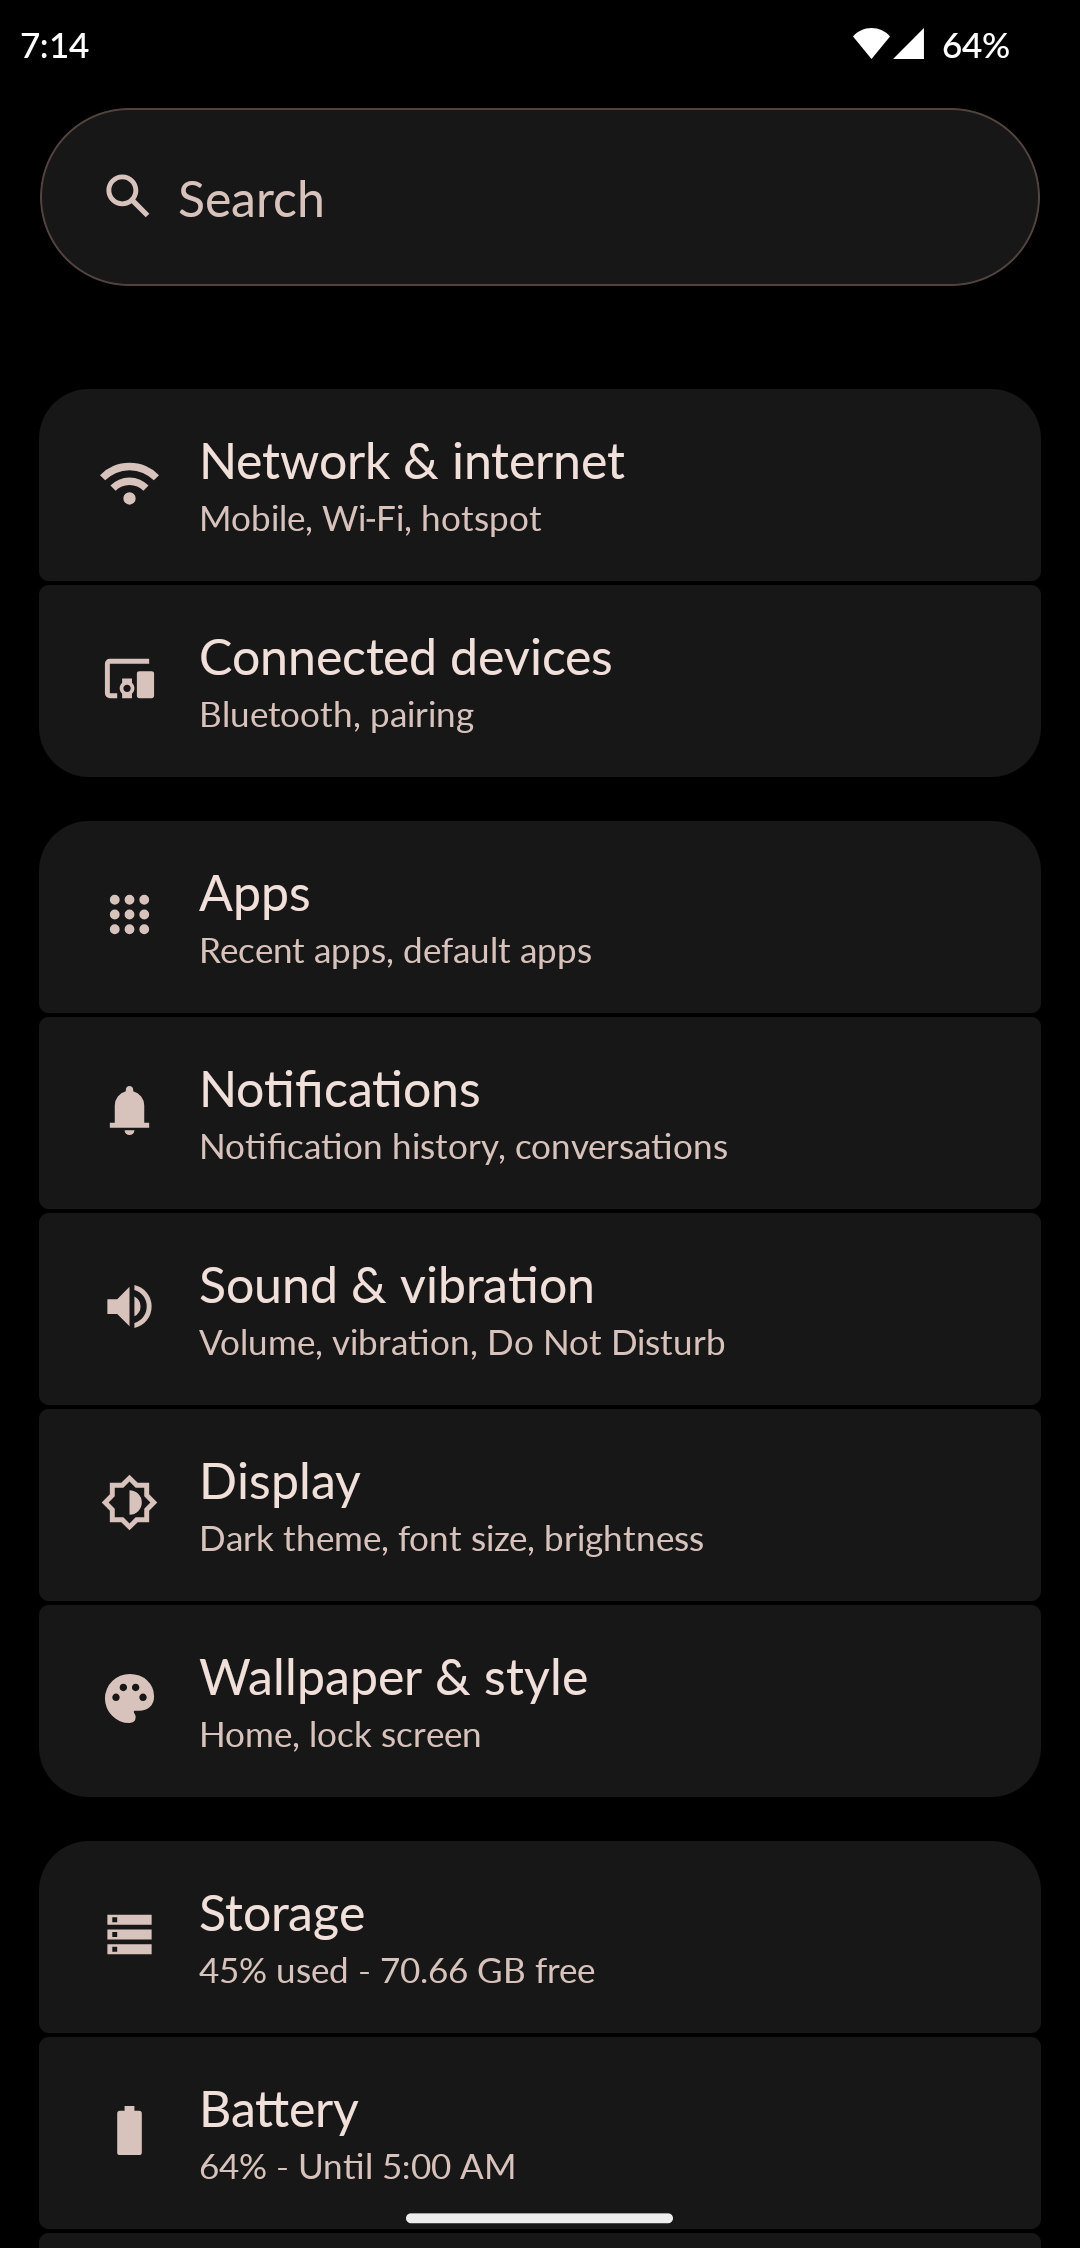 7:14
64%
Search
Network & internet
Mobile, Wi-Fi, hotspot
Connected devices
Bluetooth, pairing
Apps
Recent apps, default apps
Notifications
Notification history, conversations
Sound & vibration
Volume, vibration, Do Not Disturb
Display
Dark theme, font size, brightness
Wallpaper & style
Home, lock screen
Storage
45% used - 70.66 GB free
Battery
64% - Until 5:00 AM